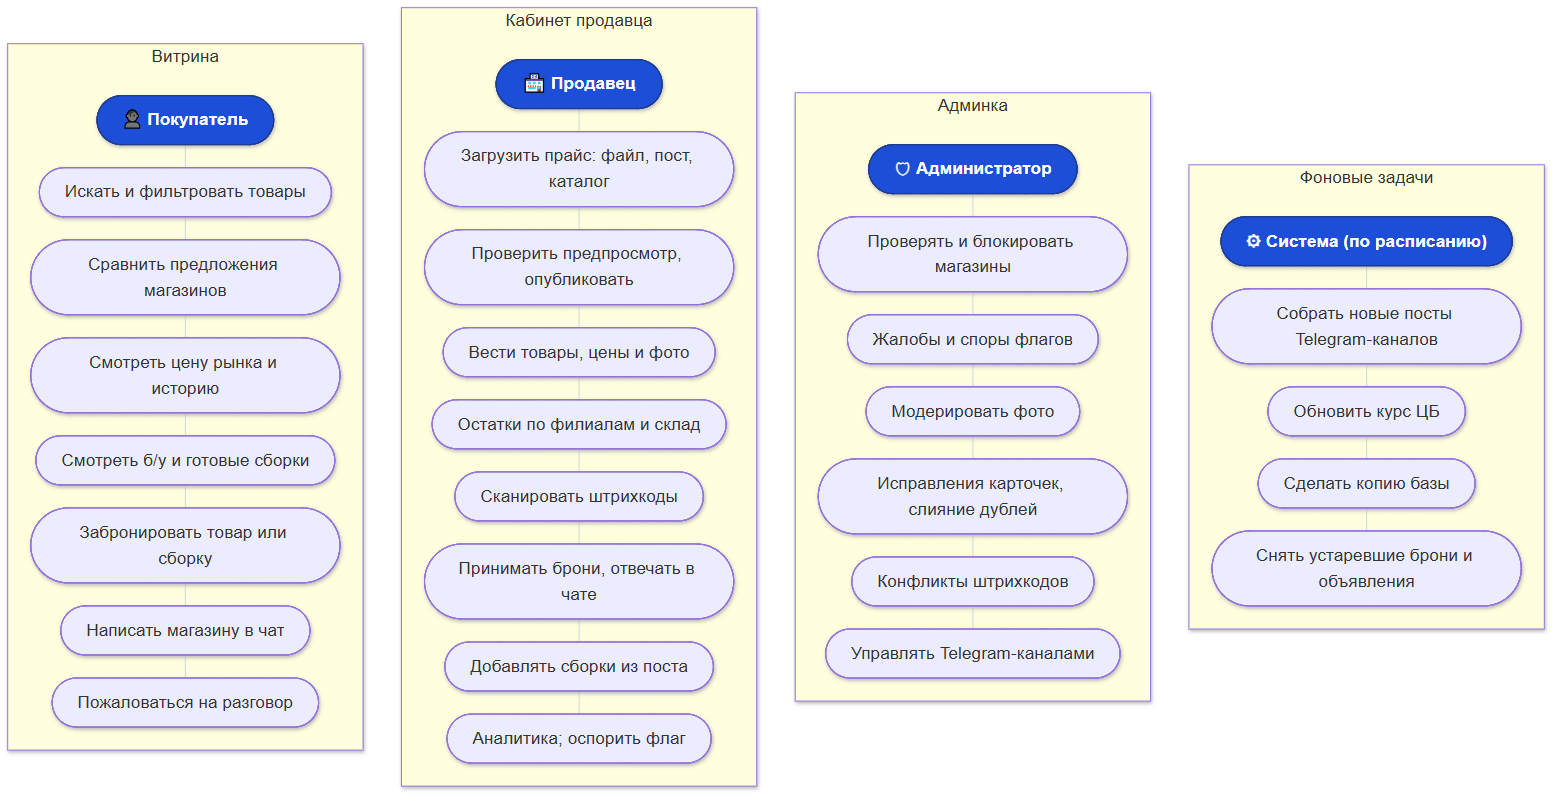 Витрина
Покупатель
Искать и фильтровать товары
Сравнить предложения
магазинов
Смотреть цену рынка и
историю
Смотреть б/у и готовые сборки
Забронировать товар или
сборку
Написать магазину в чат
Пожаловаться на разговор
Кабинет продавца
Продавец
Загрузить прайс: файл, пост,
каталог
Проверить предпросмотр,
опубликовать
Вести товары, цены и фото
Остатки по филиалам и склад
Сканировать штрихкоды
Принимать брони, отвечать в
чате
Добавлять сборки из поста
Аналитика; оспорить флаг
Админка
Администратор
Проверять и блокировать
магазины
Жалобы и споры флагов
Модерировать фото
Исправления карточек,
слияние дублей
Конфликты штрихкодов
Управлять Telegram-каналами
Фоновые задачи
Система (по расписанию)
Собрать новые посты
Telegram-каналов
Обновить курс ЦБ
Сделать копию базы
Снять устаревшие брони и
объявления